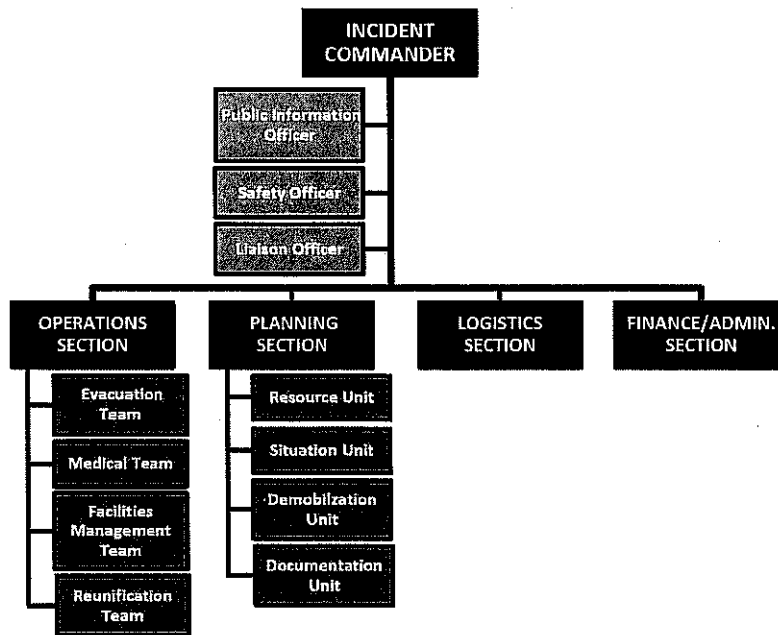 INCIDENT
COMMANDER
Public Information
Officer
Safety Officer
Liaison Officer
OPERATIONS
SECTION
Evacuation
Team
Medical Team
Facilities
Management
Team
Reunification
Team
PLANNING
SECTION
Resource Unit
Situation Unit
Demobilzation
Unit
Documentation
Unit
LOGISTICS
SECTION
FINANCE/ADMIN.
SECTION